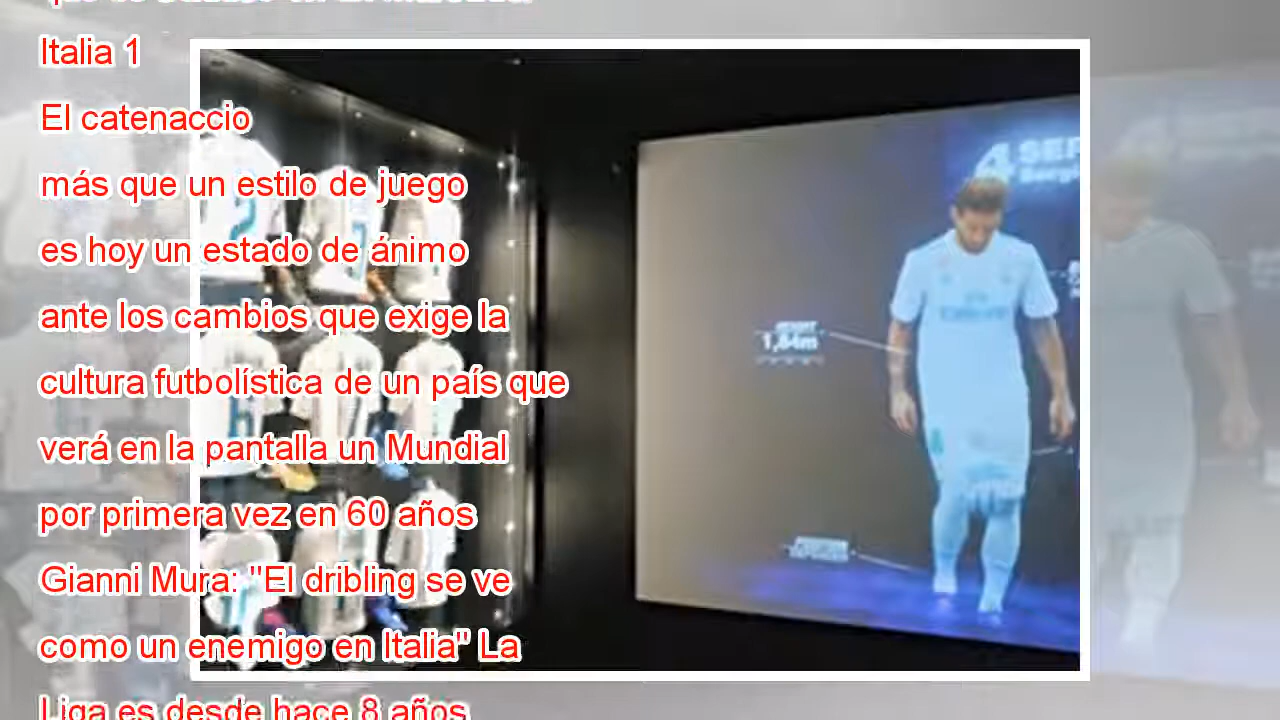 Italia 1
El catenaccio
más que un estilo de juego
es hoy un estado de ánimo
ante los cambios que exige la
cultura futbolística de un país que
verá en la pantalla un Mundial
por primera vez en 60 años
Gianni Mura: "El dribling se ve
como un enemigo en Italia" La
Liga es desde hace 8 años
4
1,84m